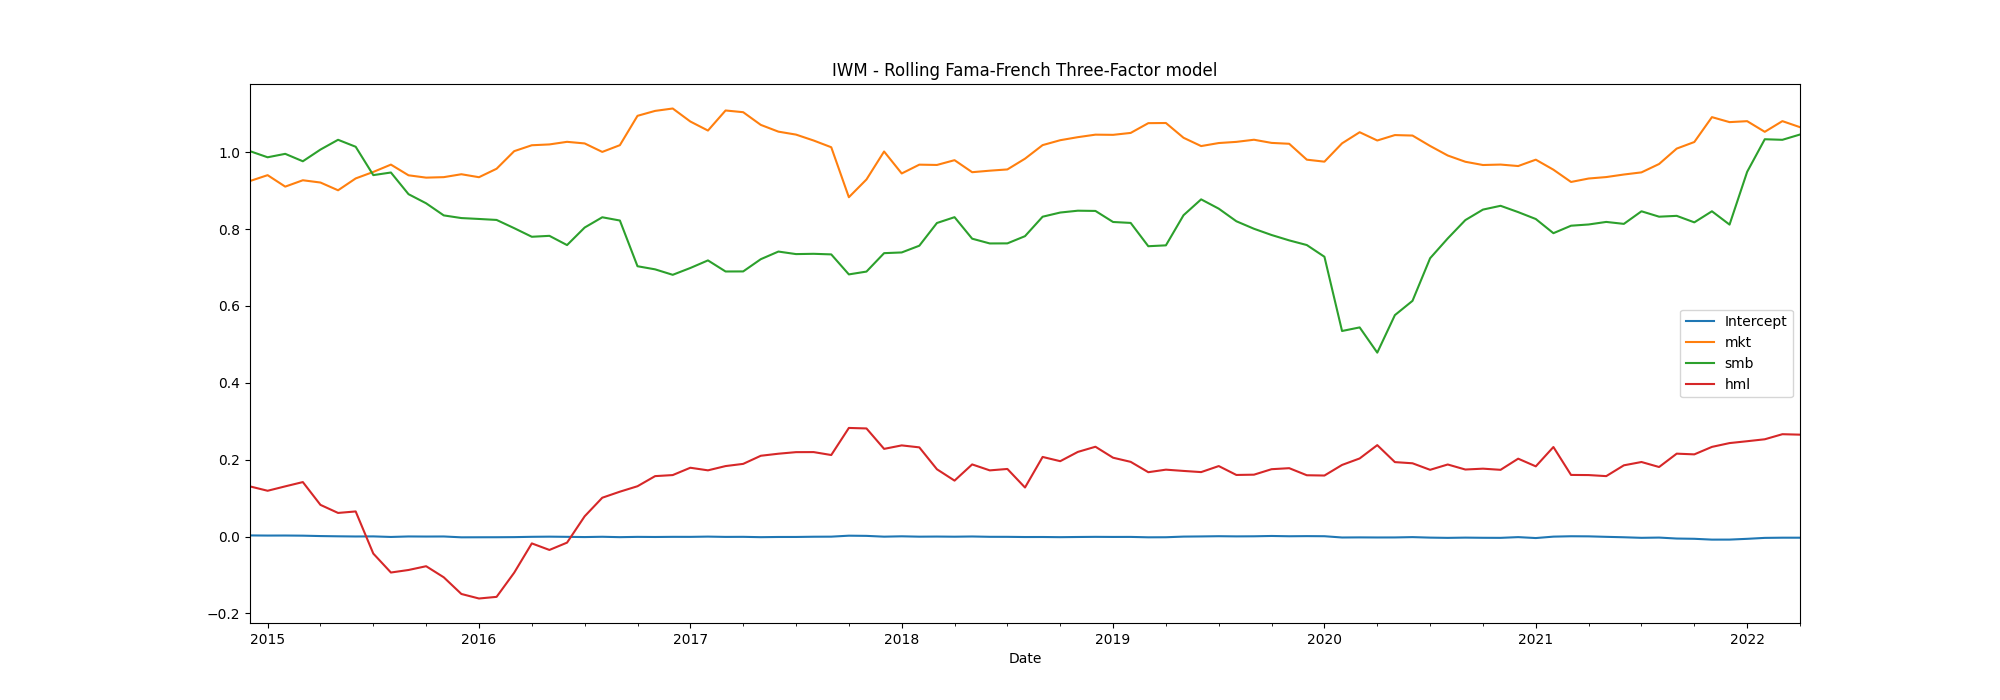 IWM - Rolling Fama-French Three-Factor model
1.0
0.8
0.6
0.4
0.2
0.0
−0.2
Intercept
mkt
smb
hml
2015 2016 2017 2018 2019 2020 2021 2022
Date